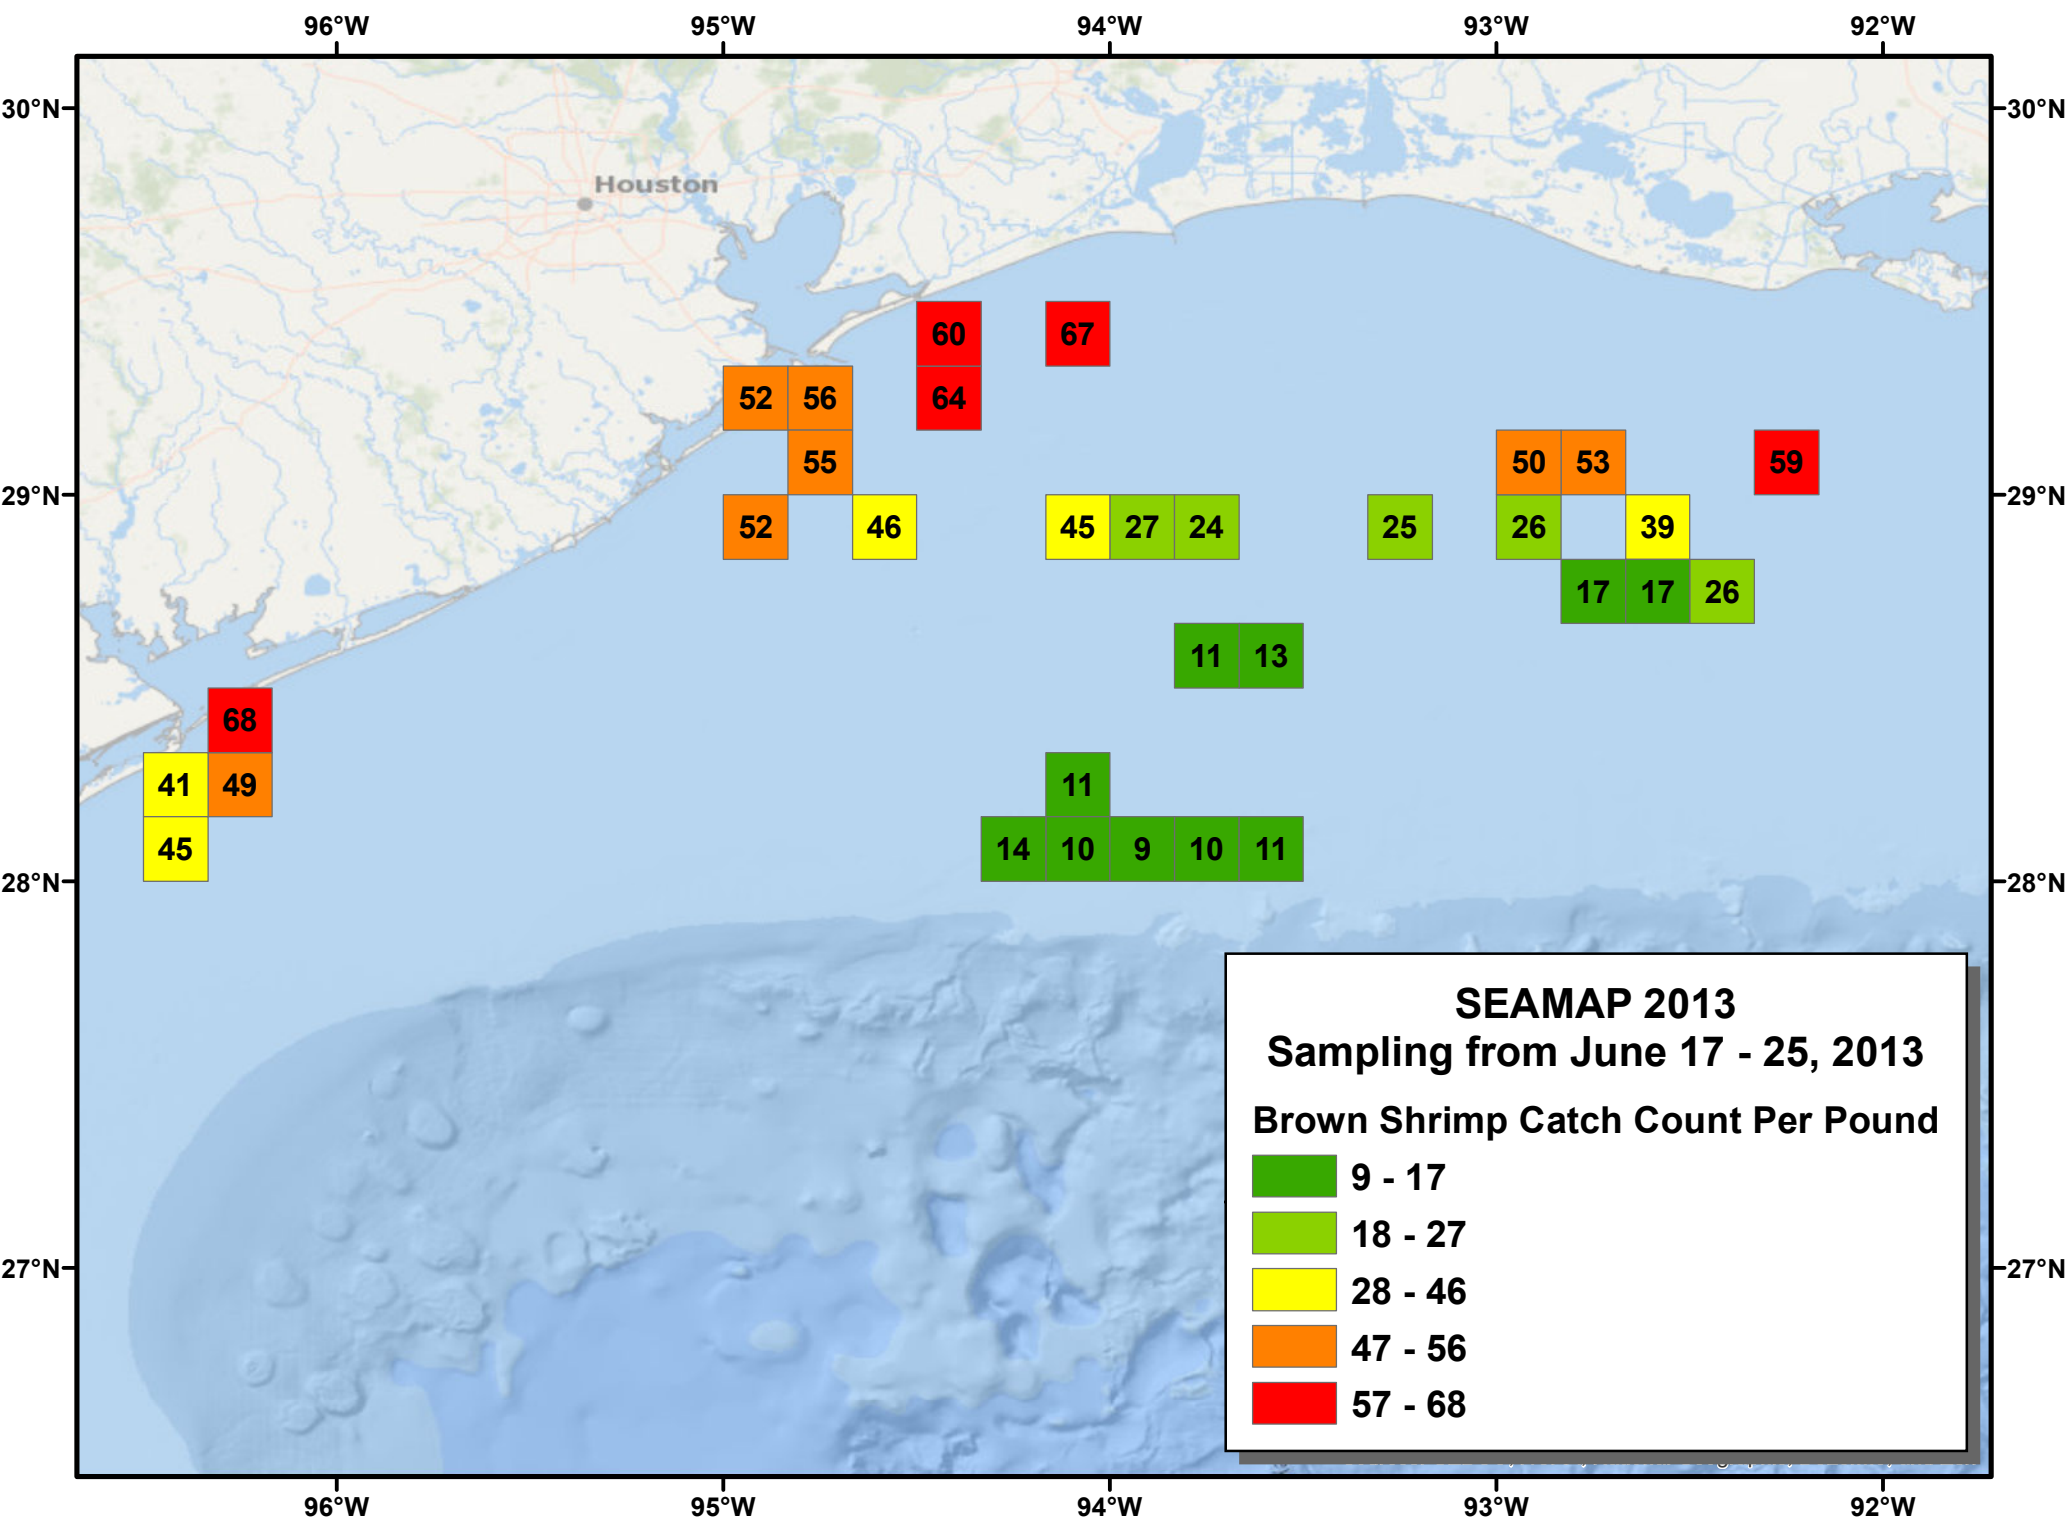 96°W 95°W 94°W 93°W 92°W
30°N 30°N
Houston
60 67
52 56 64
55 50 53 59
29°N 29°N
52 46 45 27 24 25 26 39
17 17 26
11 13
68
41 49 11
45 14 10 9 10 11
28°N 28°N
SEAMAP 2013
Sampling from June 17 - 25, 2013
Brown Shrimp Catch Count Per Pound
9 - 17
18 - 27
27°N 27°N
28 - 46
47 - 56
57 - 68
96°W 95°W 94°W 93°W 92°W